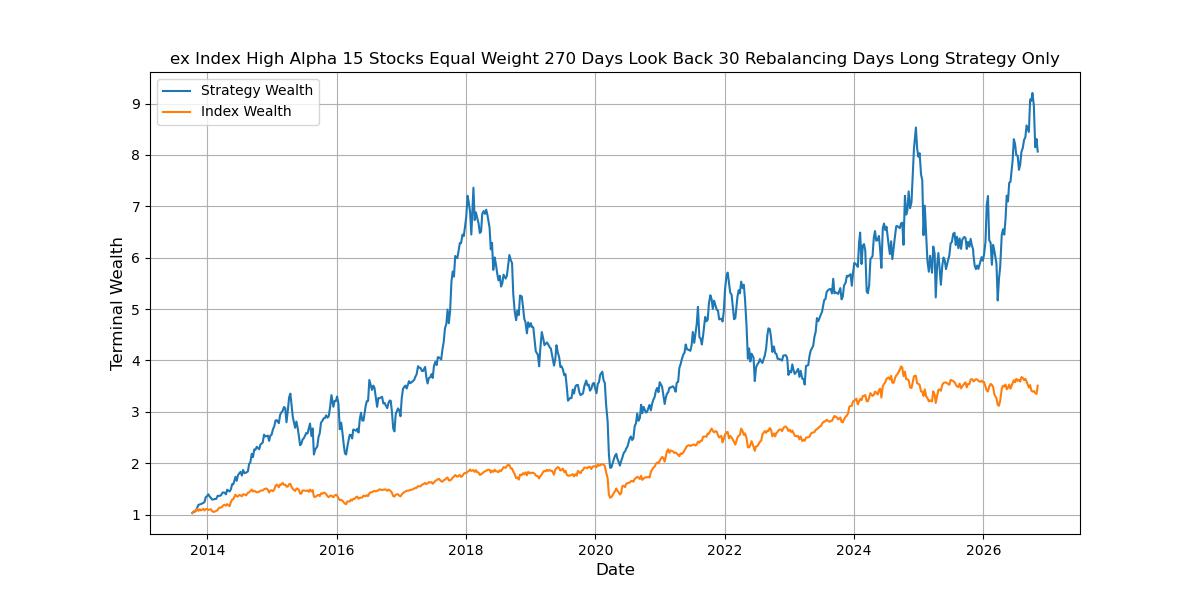 ex Index High Alpha 15 Stocks Equal Weight 270 Days Look Back 30 Rebalancing Days Long Strategy Only
Strategy Wealth
Index Wealth
Terminal Wealth
9
8
7
6
5
4
3
2
1
2014 2016 2018 2020 2022 2024 2026
Date